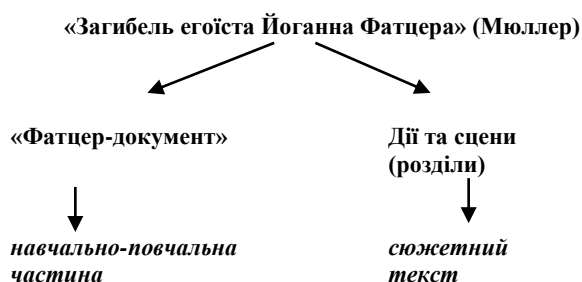 «Загибель егоїста Йоганна Фатцера» (Мюллер)
«Фатцер-документ»
Дії та сцени
(розділи)
навчально-повчальна
частина
сюжетний
текст